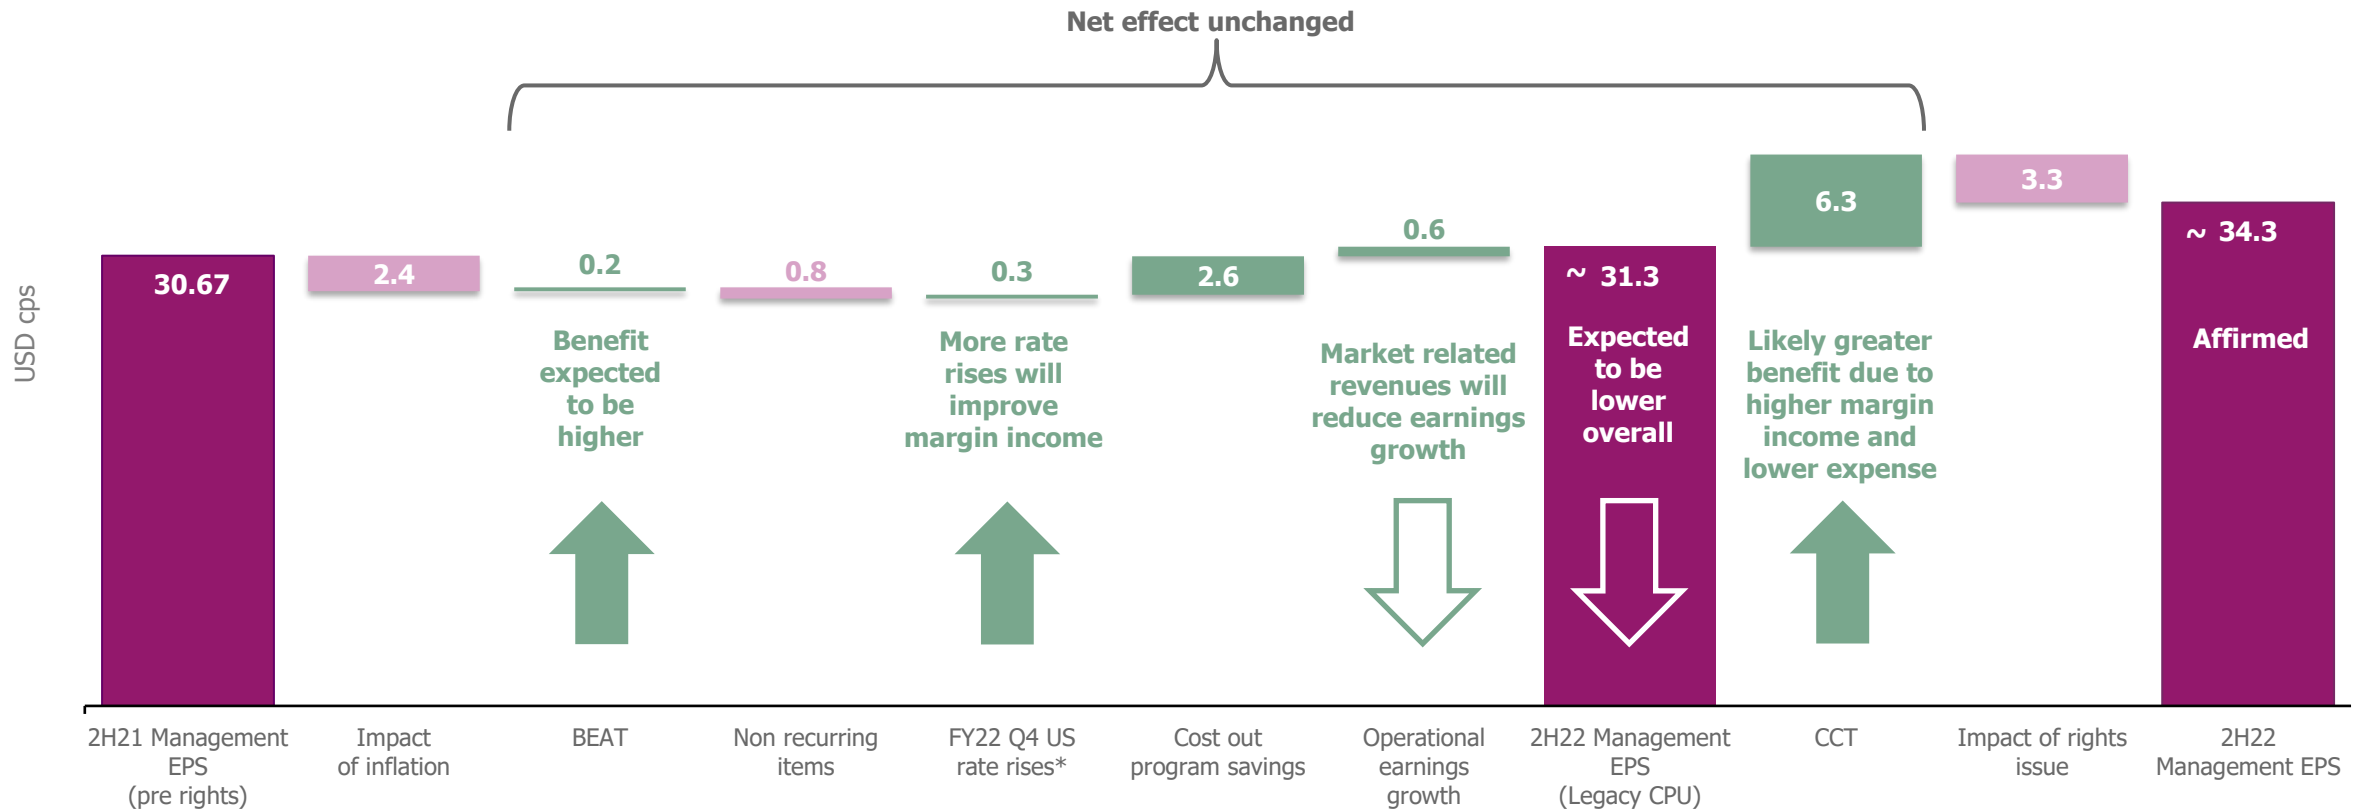 Net effect unchanged
USD cps
30.67
2.4
0.2
0.8
0.3
2.6
0.6
~ 31.3
6.3
3.3
~ 34.3
Benefit
expected
to be
higher
More rate
rises will
improve
margin income
Market related
revenues will
reduce earnings
growth
Expected
to be
lower
overall
Likely greater
benefit due to
higher margin
income and
lower expense
Affirmed
2H21 Management
EPS
(pre rights)
Impact
of inflation
BEAT
Non recurring
items
FY22 Q4 US
rate rises*
Cost out
program savings
Operational
earnings
growth
2H22 Management
EPS
(Legacy CPU)
CCT
Impact of rights
issue
2H22
Management EPS